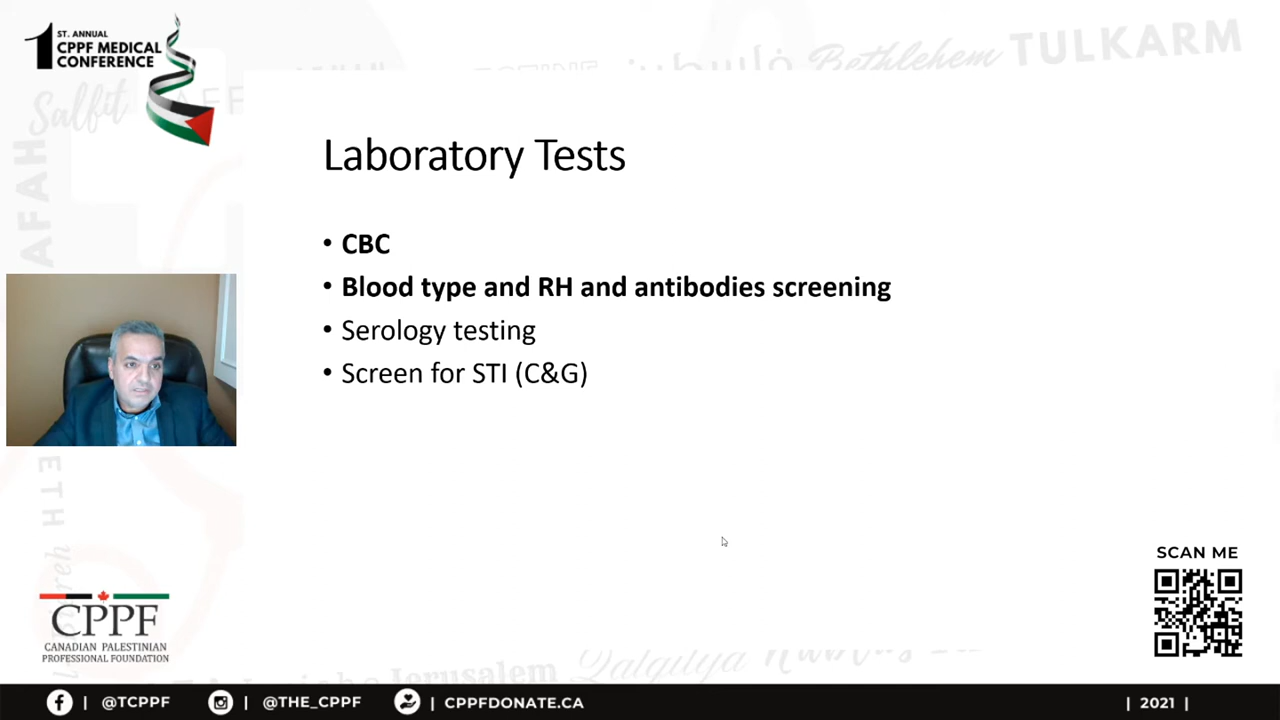 1 ST. ANNUAL
CPPF MEDICAL
CONFERENCE
Salfit
AFAH
Bethlehem
TULKARM
فلسطين
Laboratory Tests
• CBC
• Blood type and RH and antibodies screening
• Serology testing
• Screen for STI (C&G)
SCAN ME
CPPF
CANADIAN PALESTINIAN
PROFESSIONAL FOUNDATION
Jerusalem
Qalqilya
f | @TCPPF | @THE_CPPF | CPPFDONATE.CA | 2021 |